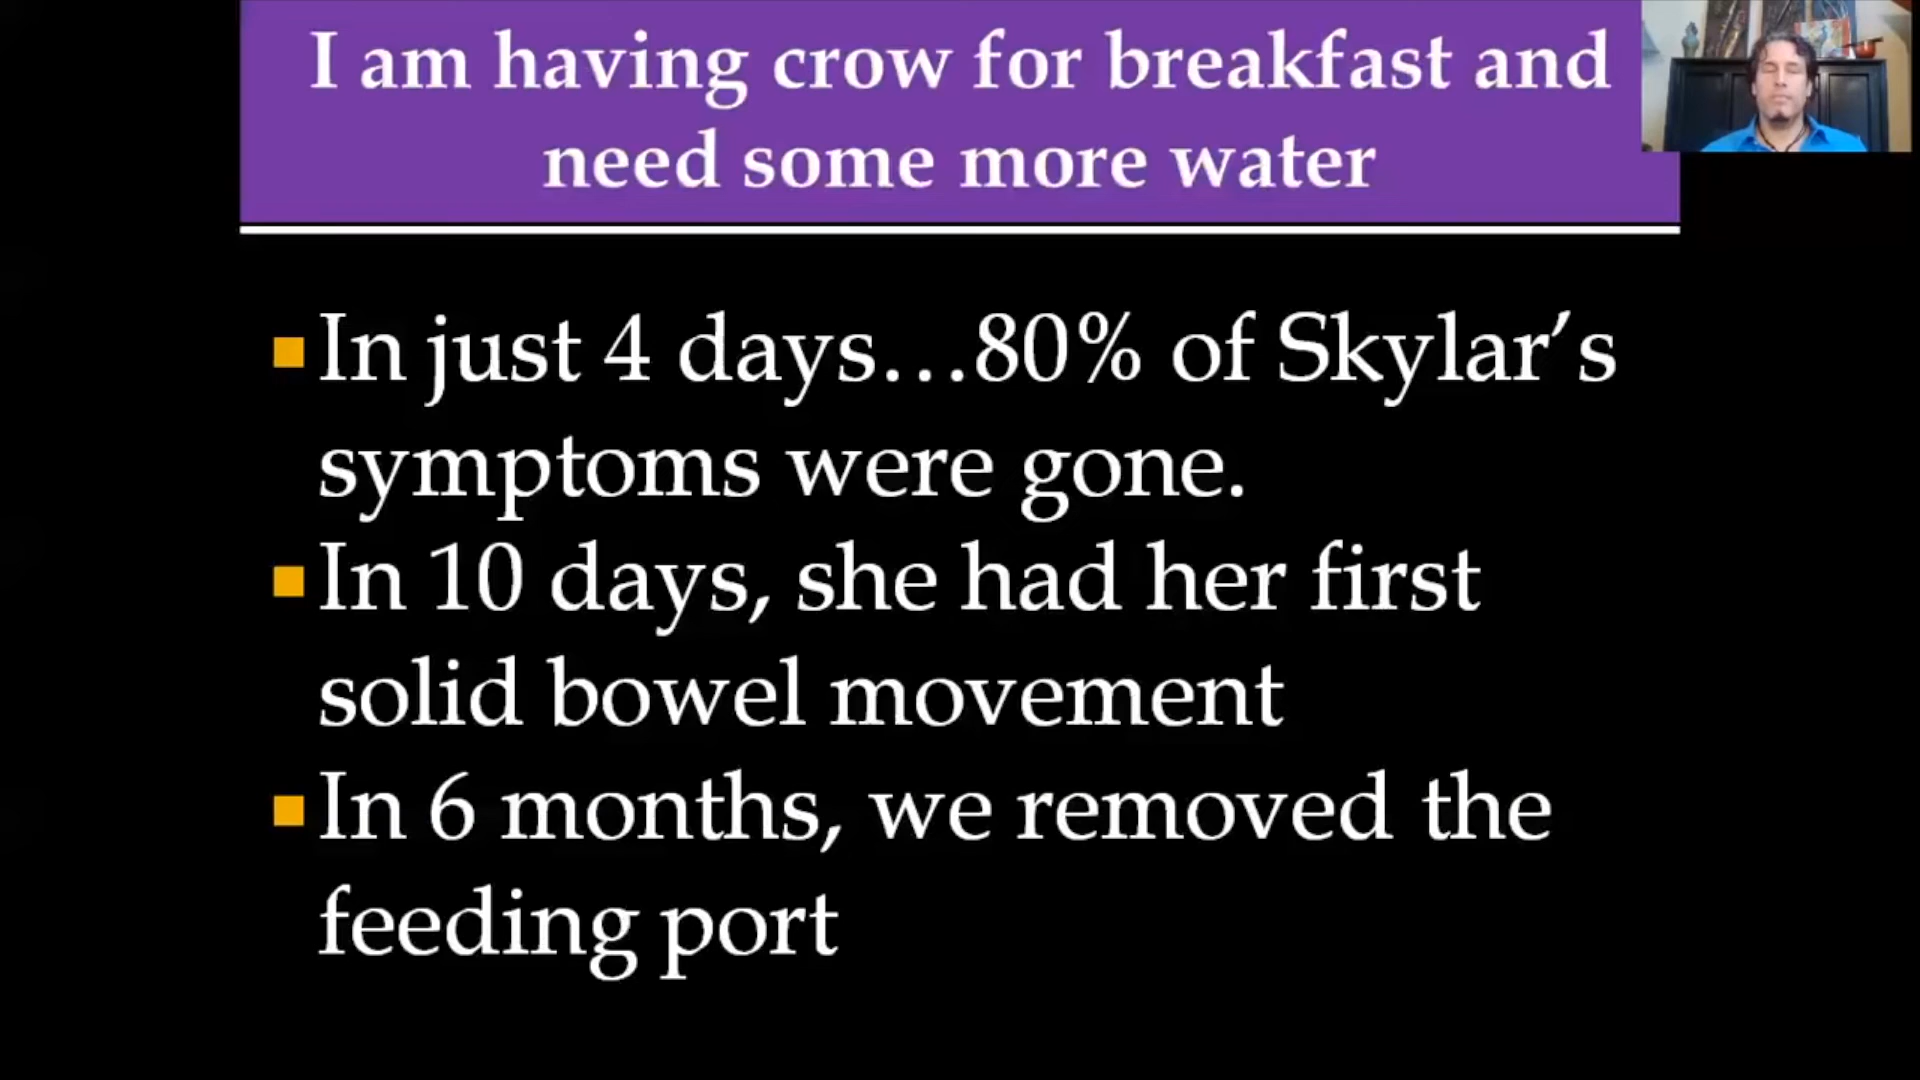 I am having crow for breakfast and
need some more water
In just 4 days…80% of Skylar’s
symptoms were gone.
In 10 days, she had her first
solid bowel movement
In 6 months, we removed the
feeding port